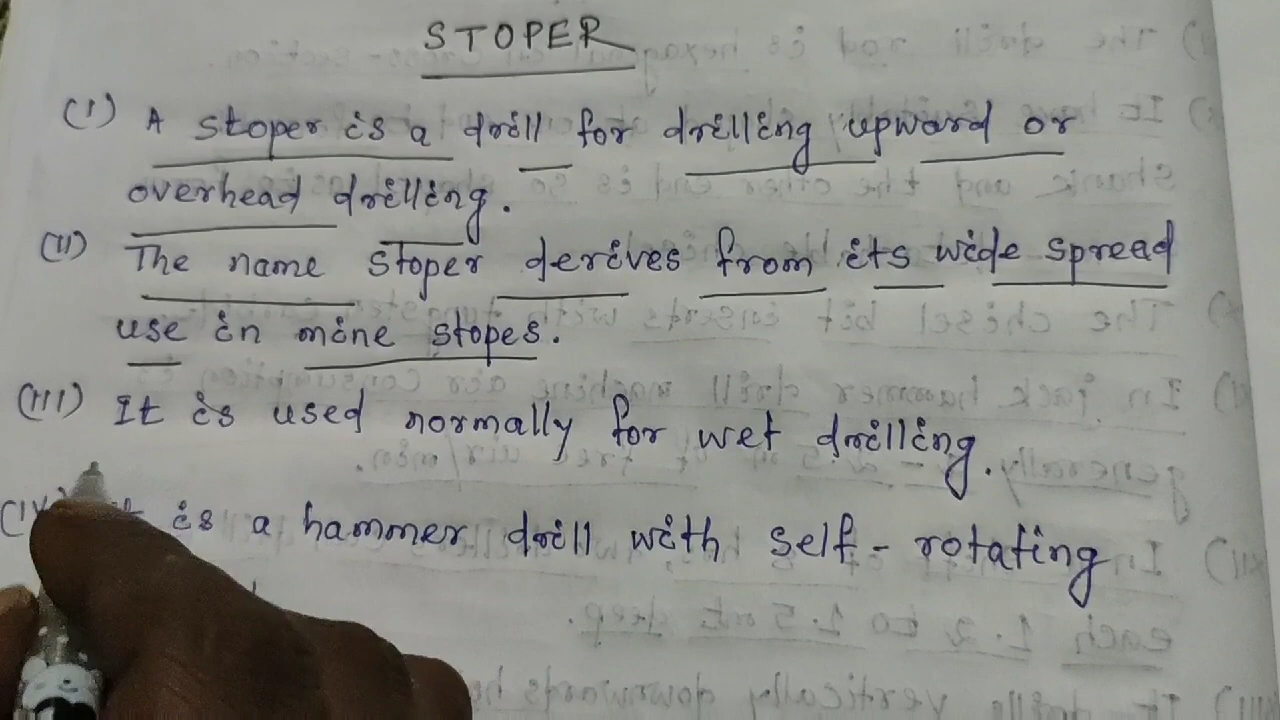 STOPER
(I) A stoper is a drill for drilling upward or
overhead drilling.
(II) The name stoper derives from its wide spread
use in mine stopes.
(III) It is used normally for wet drilling.
(IV) is a hammer drill with self-rotating